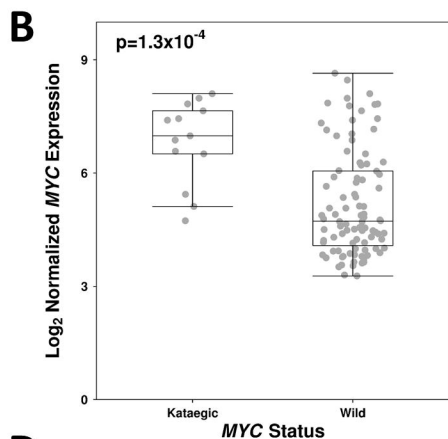 B
p=1.3x10⁻⁴
Log₂ Normalized MYC Expression
9
6
3
0
Kataegic Wild
MYC Status